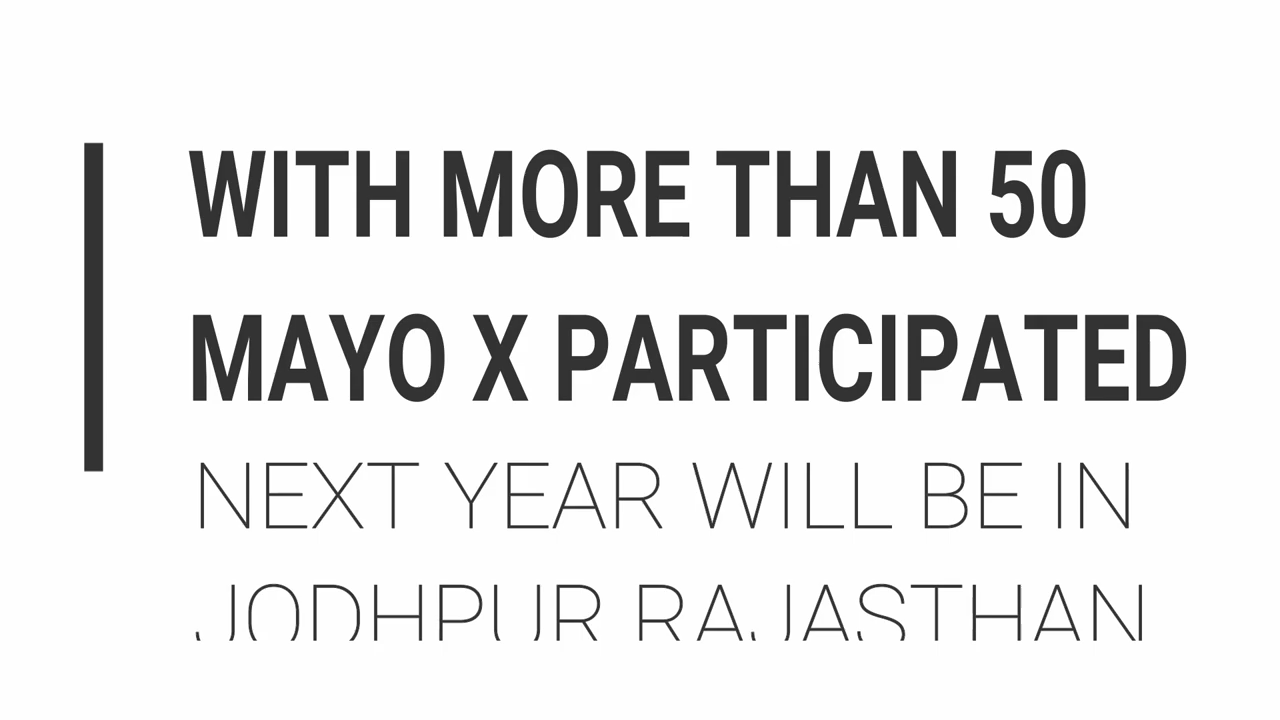 WITH MORE THAN 50
MAYO X PARTICIPATED
NEXT YEAR WILL BE IN
JODHPUR RAJASTHAN